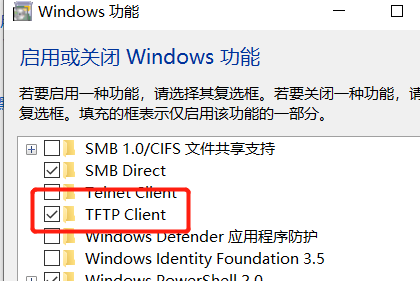 Windows 功能
启用或关闭 Windows 功能
若要启用一种功能，请选择其复选框。若要关闭一种功能，
复选框。填充的框表示仅启用该功能的一部分。
SMB 1.0/CIFS 文件共享支持
SMB Direct
Telnet Client
TFTP Client
Windows Defender 应用程序防护
Windows Identity Foundation 3.5
Windows PowerShell 2.0